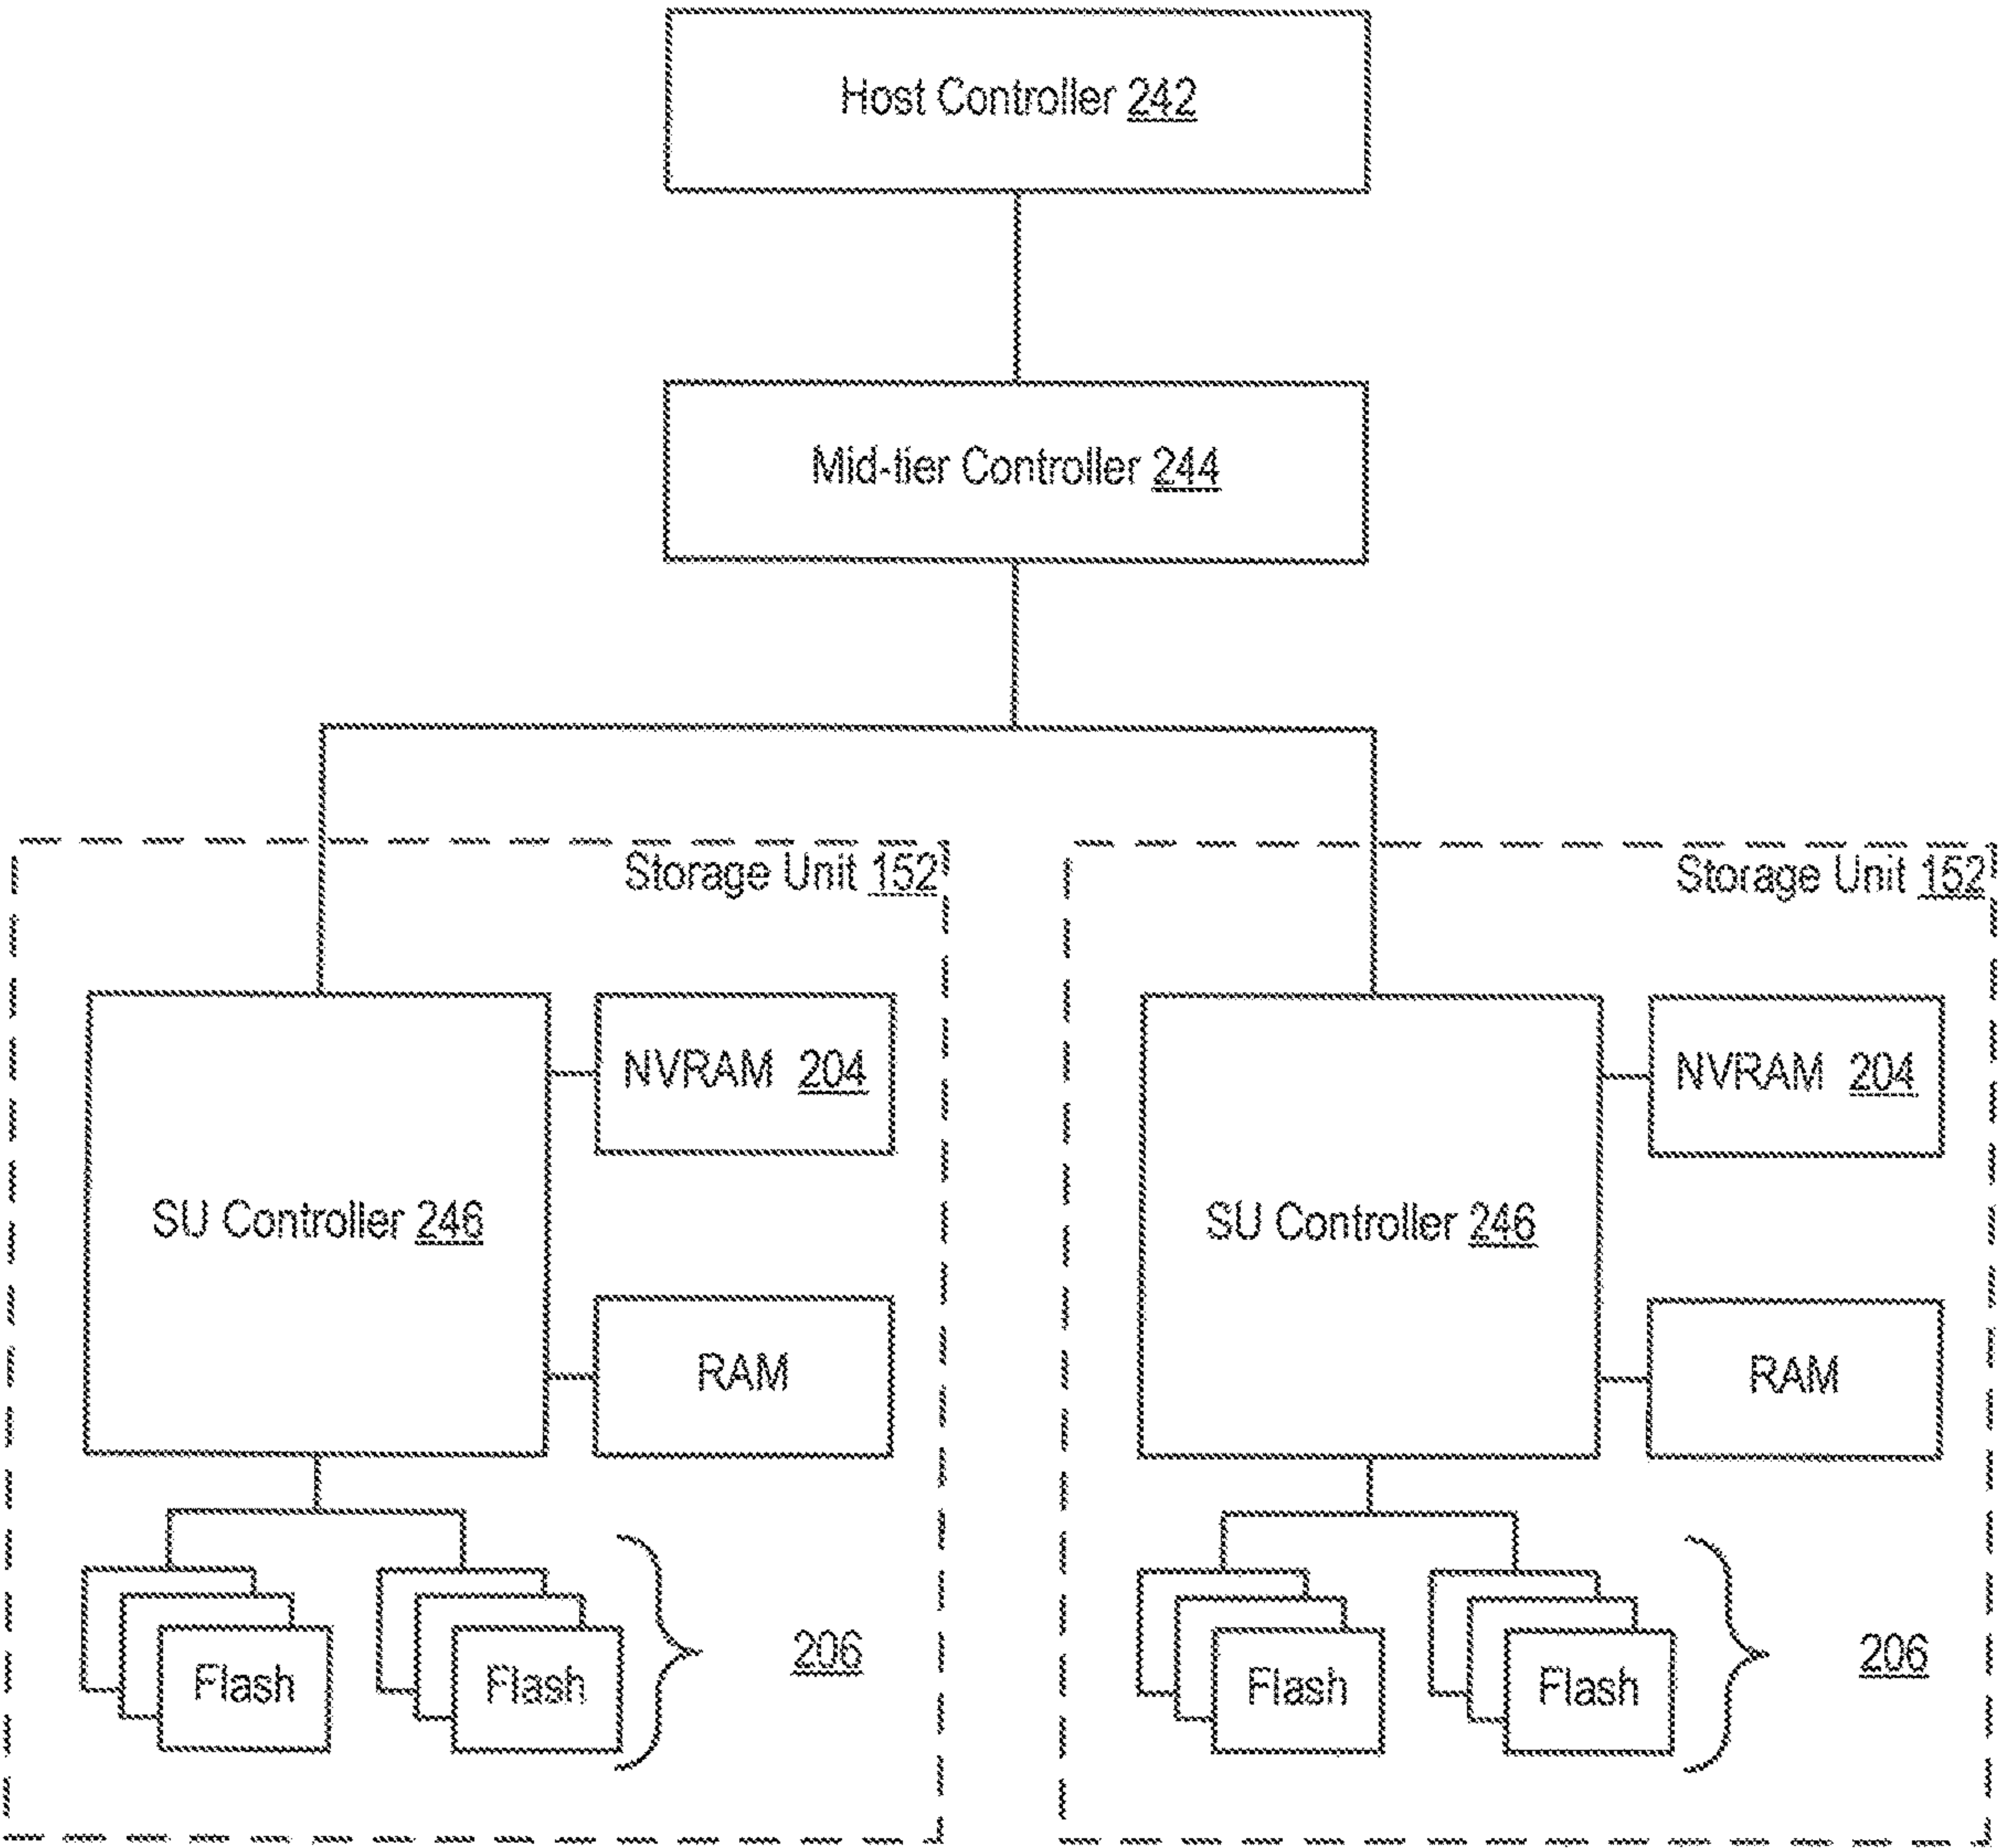 Host Controller 242
Mid-tier Controller 244
Storage Unit 152
Storage Unit 152
NVRAM 204
NVRAM 204
SU Controller 246
SU Controller 246
RAM
RAM
Flash
Flash
206
Flash
Flash
206